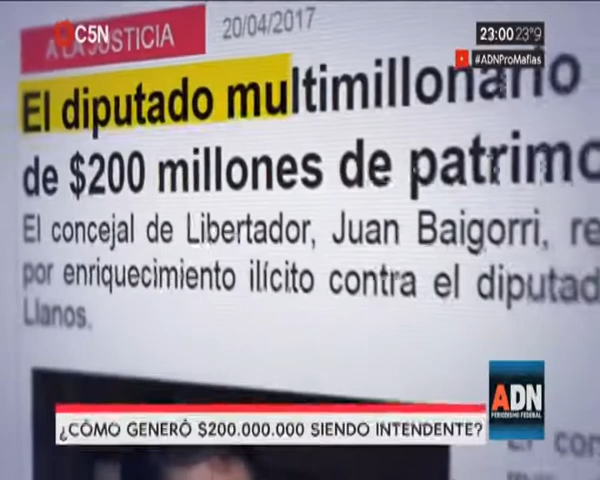 C5N
A LA JUSTICIA
20/04/2017
23:00 23°9
#ADNProMafias
El diputado multimillonario
de $200 millones de patrimo
El concejal de Libertador, Juan Baigorri, re
por enriquecimiento ilícito contra el diputad
Llanos.
ADN
PERIODISMO FEDERAL
¿CÓMO GENERÓ $200.000.000 SIENDO INTENDENTE?